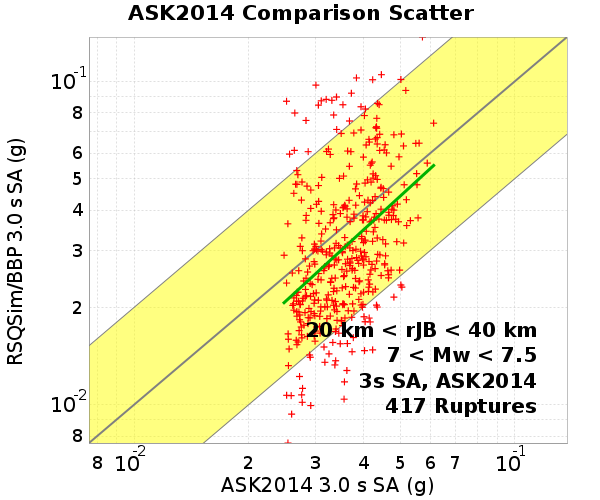 ASK2014 Comparison Scatter
RSQSim/BBP 3.0 s SA (g)
10⁻¹
8
6
5
4
3
2
10⁻²
8
20 km < rJB < 40 km
7 < Mw < 7.5
3s SA, ASK2014
417 Ruptures
8 10⁻² 2 3 4 6 7 10⁻¹
ASK2014 3.0 s SA (g)